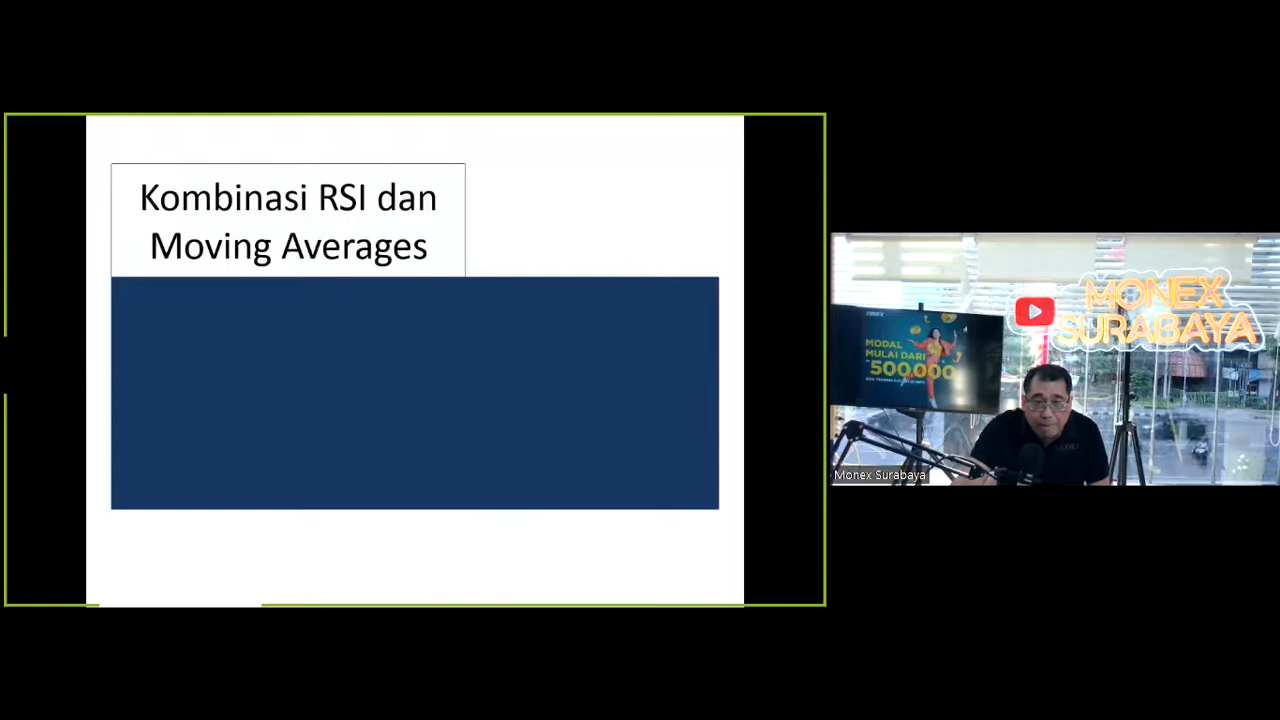 Kombinasi RSI dan
Moving Averages
MONEX
SURABAYA
MODAL
MULAI DARI
500.000
Monex Surabaya